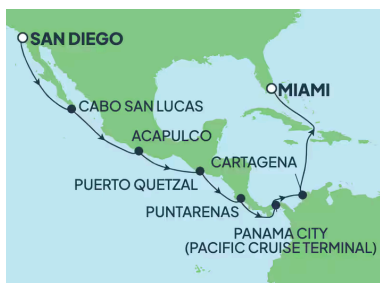 SAN DIEGO
MIAMI
CABO SAN LUCAS
ACAPULCO
CARTAGENA
PUERTO QUETZAL
PUNTARENAS
PANAMA CITY
(PACIFIC CRUISE TERMINAL)